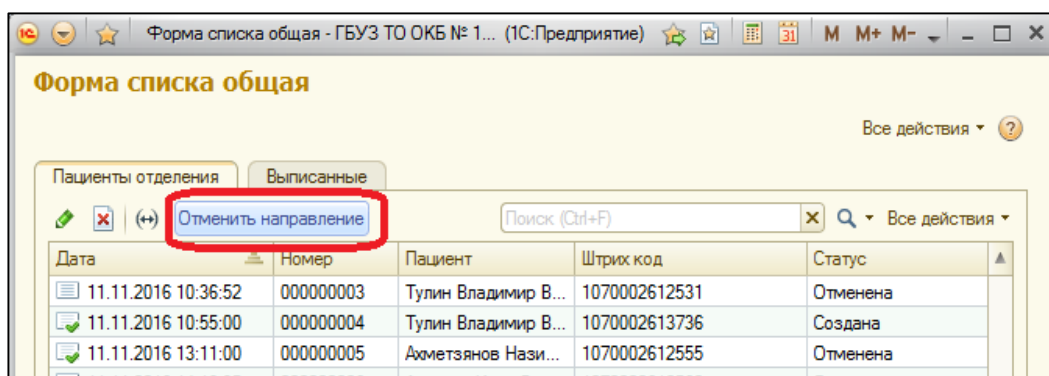 Форма списка общая - ГБУЗ ТО ОКБ № 1... (1С:Предприятие) 31 M M+ M-
Форма списка общая
Все действия
Пациенты отделения Выписанные
Отменить направление Поиск (Ctrl+F) Все действия
Дата Номер Пациент Штрих код Статус
11.11.2016 10:36:52 000000003 Тулин Владимир В... 1070002612531 Отменена
11.11.2016 10:55:00 000000004 Тулин Владимир В... 1070002613736 Создана
11.11.2016 13:11:00 000000005 Ахметзянов Нази... 1070002612555 Отменена